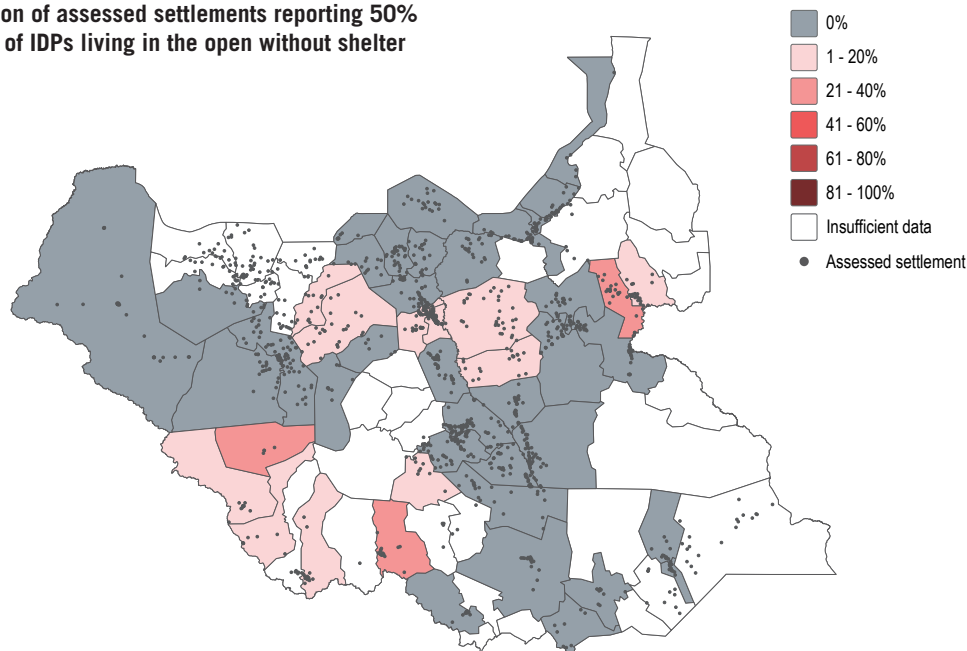 on of assessed settlements reporting 50%
of IDPs living in the open without shelter
0%
1 - 20%
21 - 40%
41 - 60%
61 - 80%
81 - 100%
Insufficient data
Assessed settlement